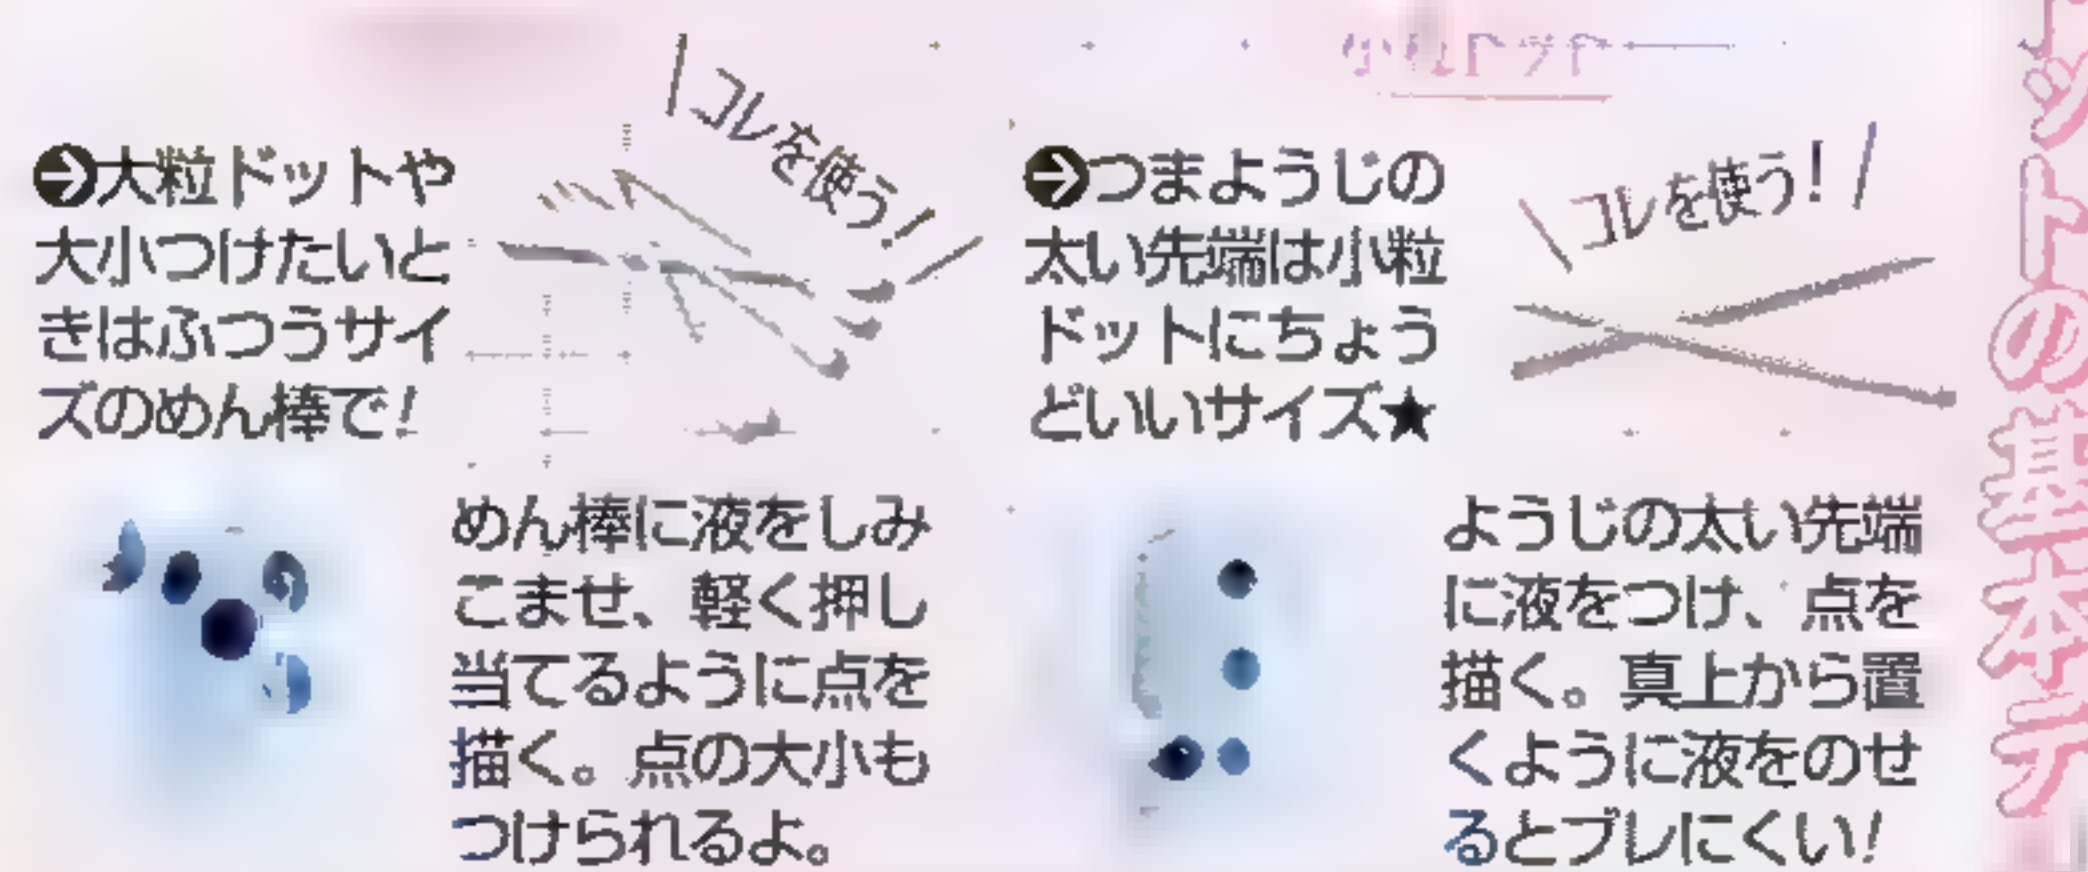 小粒ドット
コレを使う!
➔大粒ドットや
大小つけたいと
きはふつうサイ
ズのめん棒で!
めん棒に液をしみ
こませ、軽く押し
当てるように点を
描く。点の大小も
つけられるよ。
コレを使う!
➔つまようじの
太い先端は小粒
ドットにちょう
どいいサイズ★
ようじの太い先端
に液をつけ、点を
描く。真上から置
くように液をのせ
るとブレにくい!
ットの基本テ